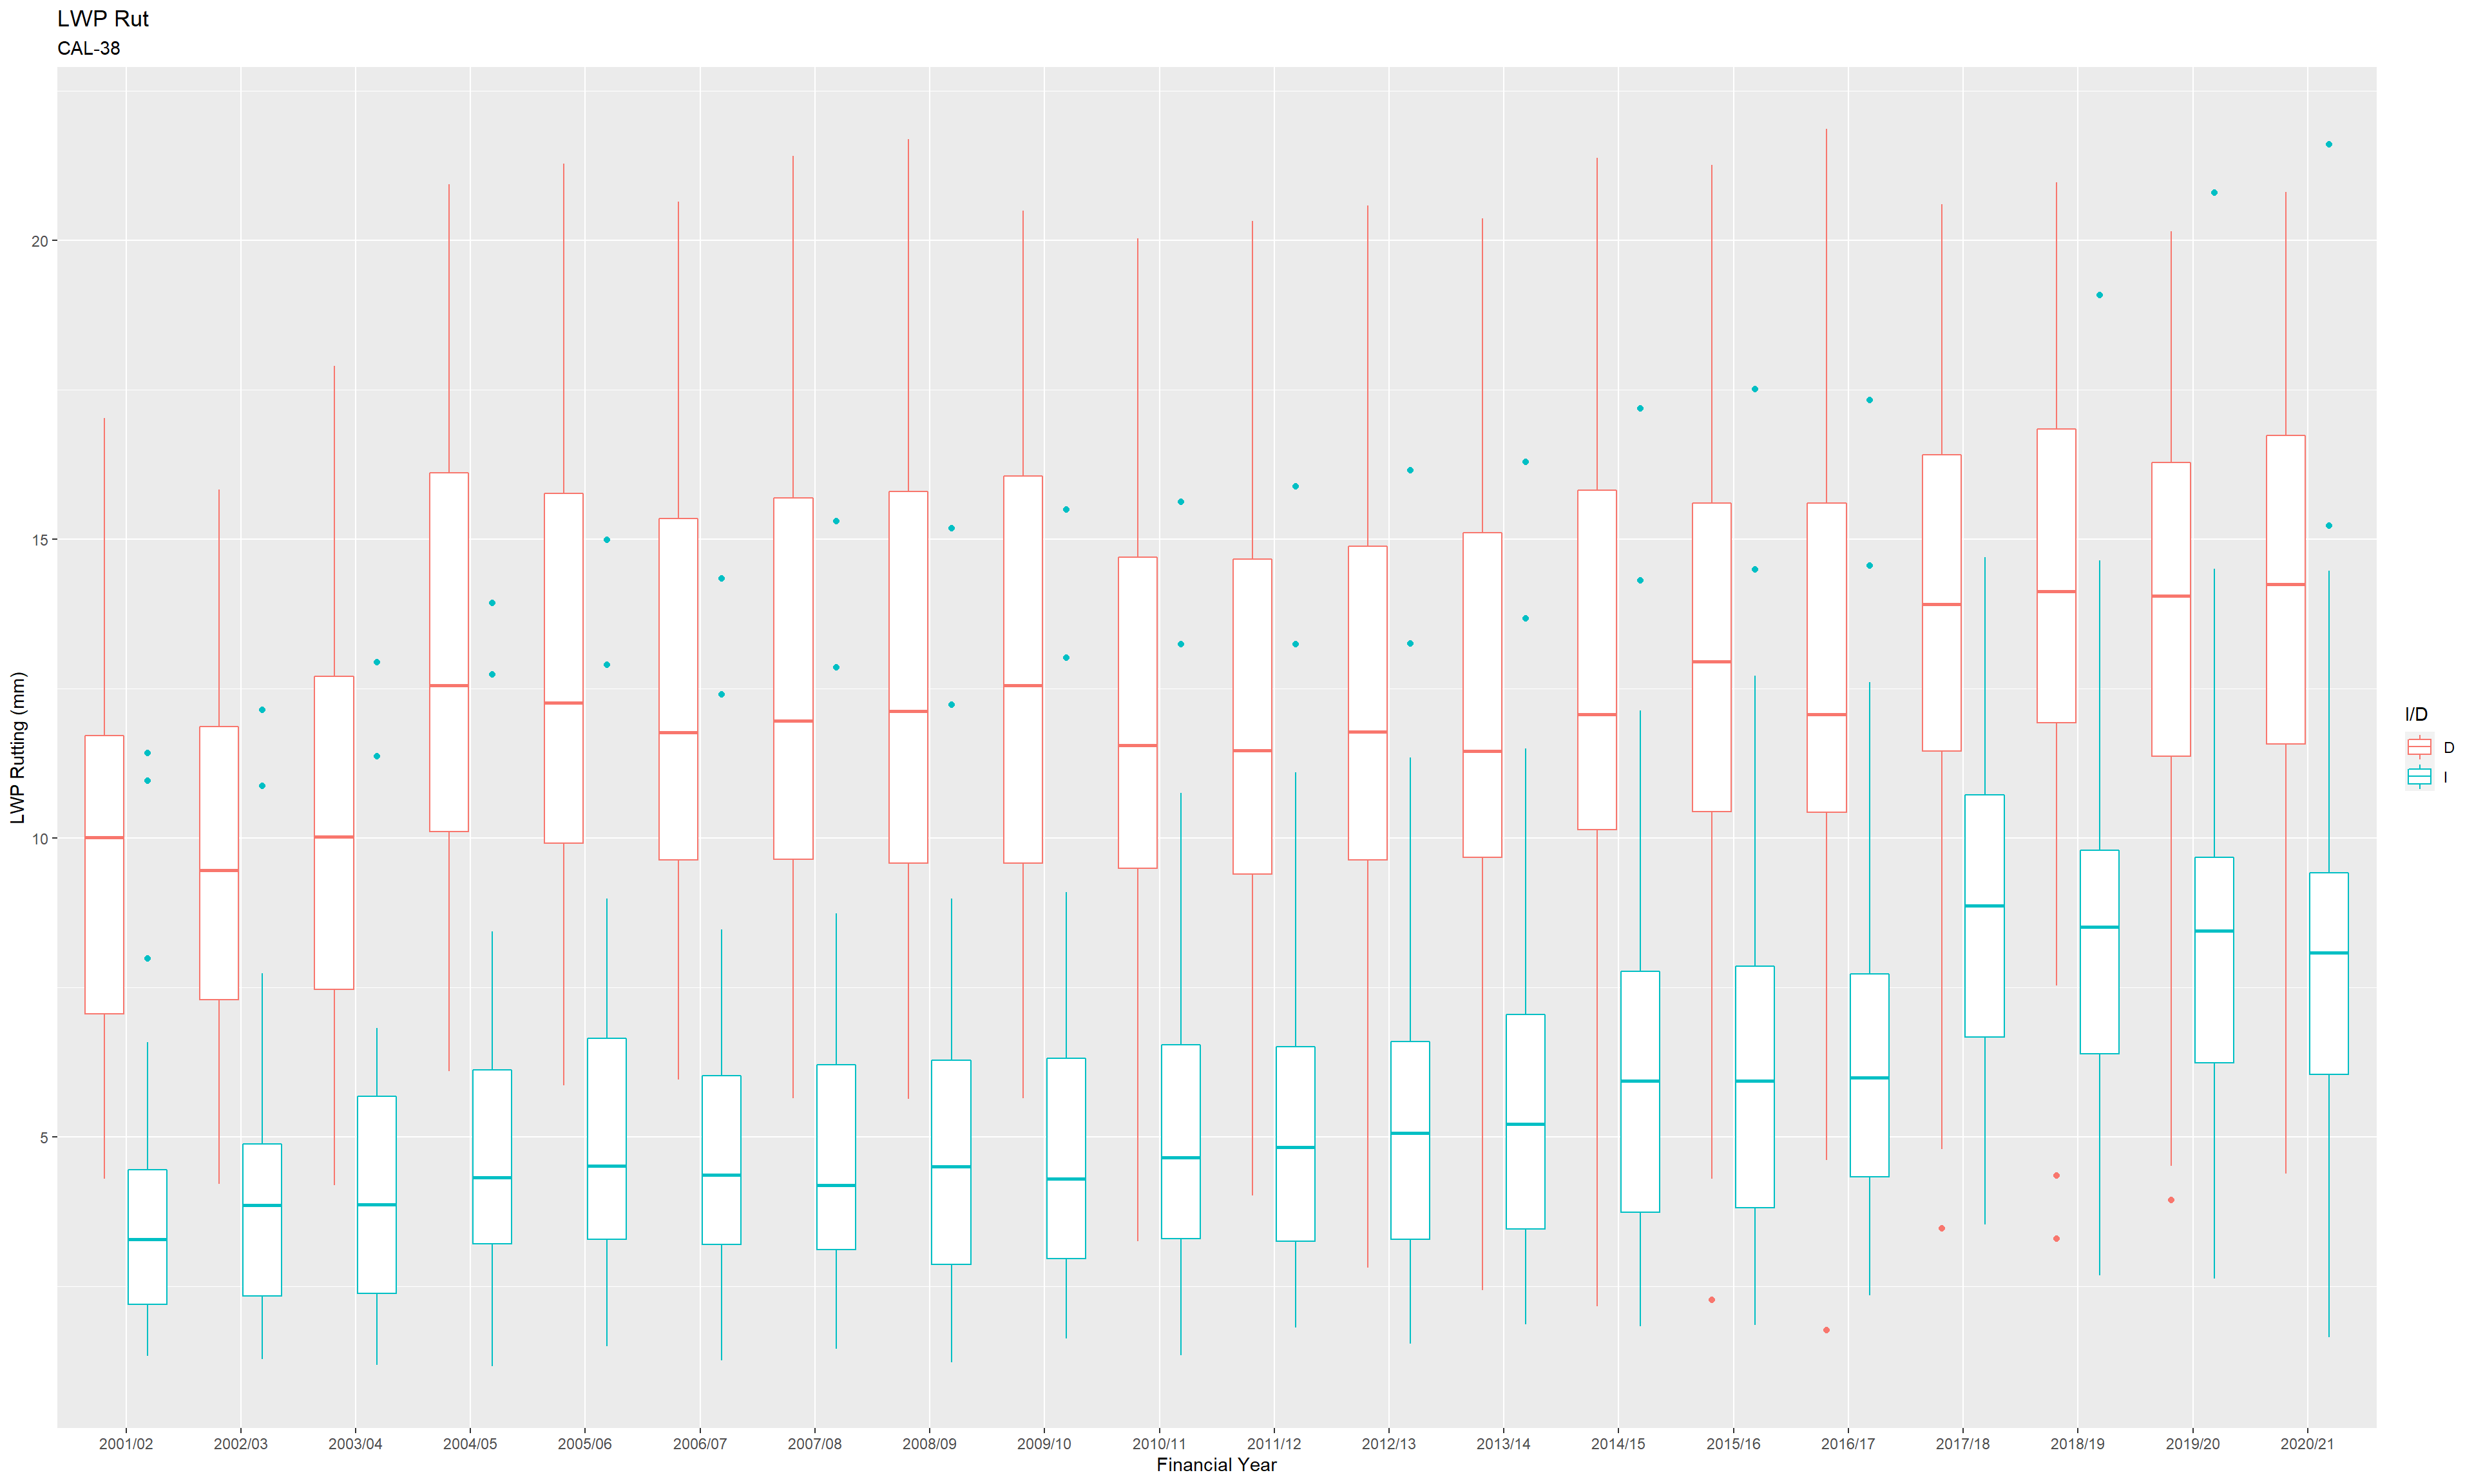 LWP Rut
CAL-38
LWP Rutting (mm)
20
15
10
5
2001/02 2002/03 2003/04 2004/05 2005/06 2006/07 2007/08 2008/09 2009/10 2010/11 2011/12 2012/13 2013/14 2014/15 2015/16 2016/17 2017/18 2018/19 2019/20 2020/21
Financial Year
I/D
D
I